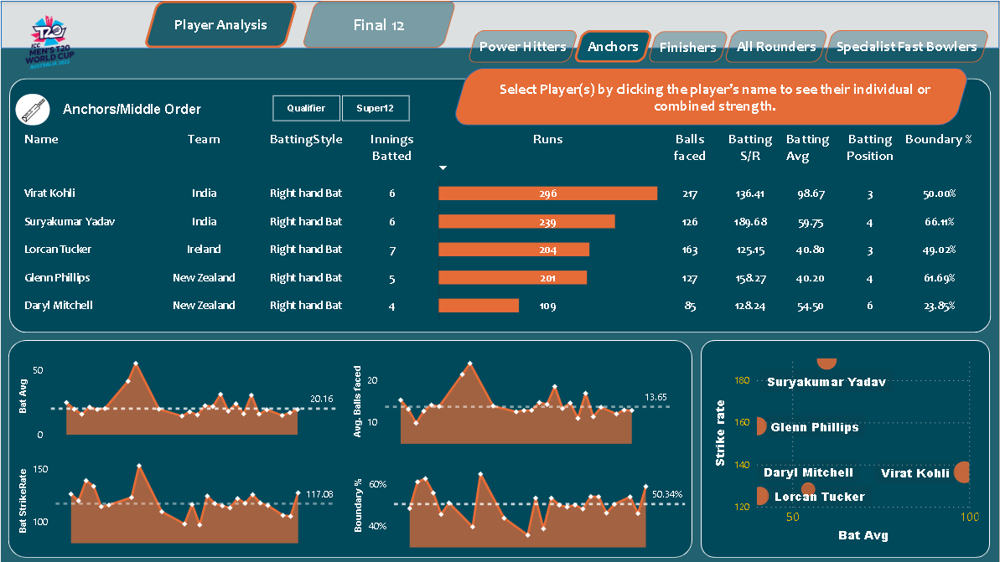 Player Analysis
Final 12
T20
ICC
MEN'S T20
WORLD CUP
AUSTRALIA 2022
Power Hitters
Anchors
Finishers
All Rounders
Specialist Fast Bowlers
Select Player(s) by clicking the player's name to see their individual or
combined strength.
Anchors/Middle Order
Qualifier
Super12
Name Team BattingStyle Innings Batted Runs Balls faced Batting S/R Batting Avg Batting Position Boundary %
Virat Kohli India Right hand Bat 6 296 217 136.41 98.67 3 50.00%
Suryakumar Yadav India Right hand Bat 6 239 126 189.68 59.75 4 66.11%
Lorcan Tucker Ireland Right hand Bat 7 204 163 125.15 40.80 3 49.02%
Glenn Phillips New Zealand Right hand Bat 5 201 127 158.27 40.20 4 61.69%
Daryl Mitchell New Zealand Right hand Bat 4 109 85 128.24 54.50 6 23.85%
Bat Avg
50
0
20.16
Avg. Balls faced
20
10
13.65
Bat StrikeRate
150
100
117.08
Boundary %
60%
40%
50.34%
Strike rate
180
160
140
120
Suryakumar Yadav
Glenn Phillips
Daryl Mitchell
Virat Kohli
Lorcan Tucker
50
100
Bat Avg